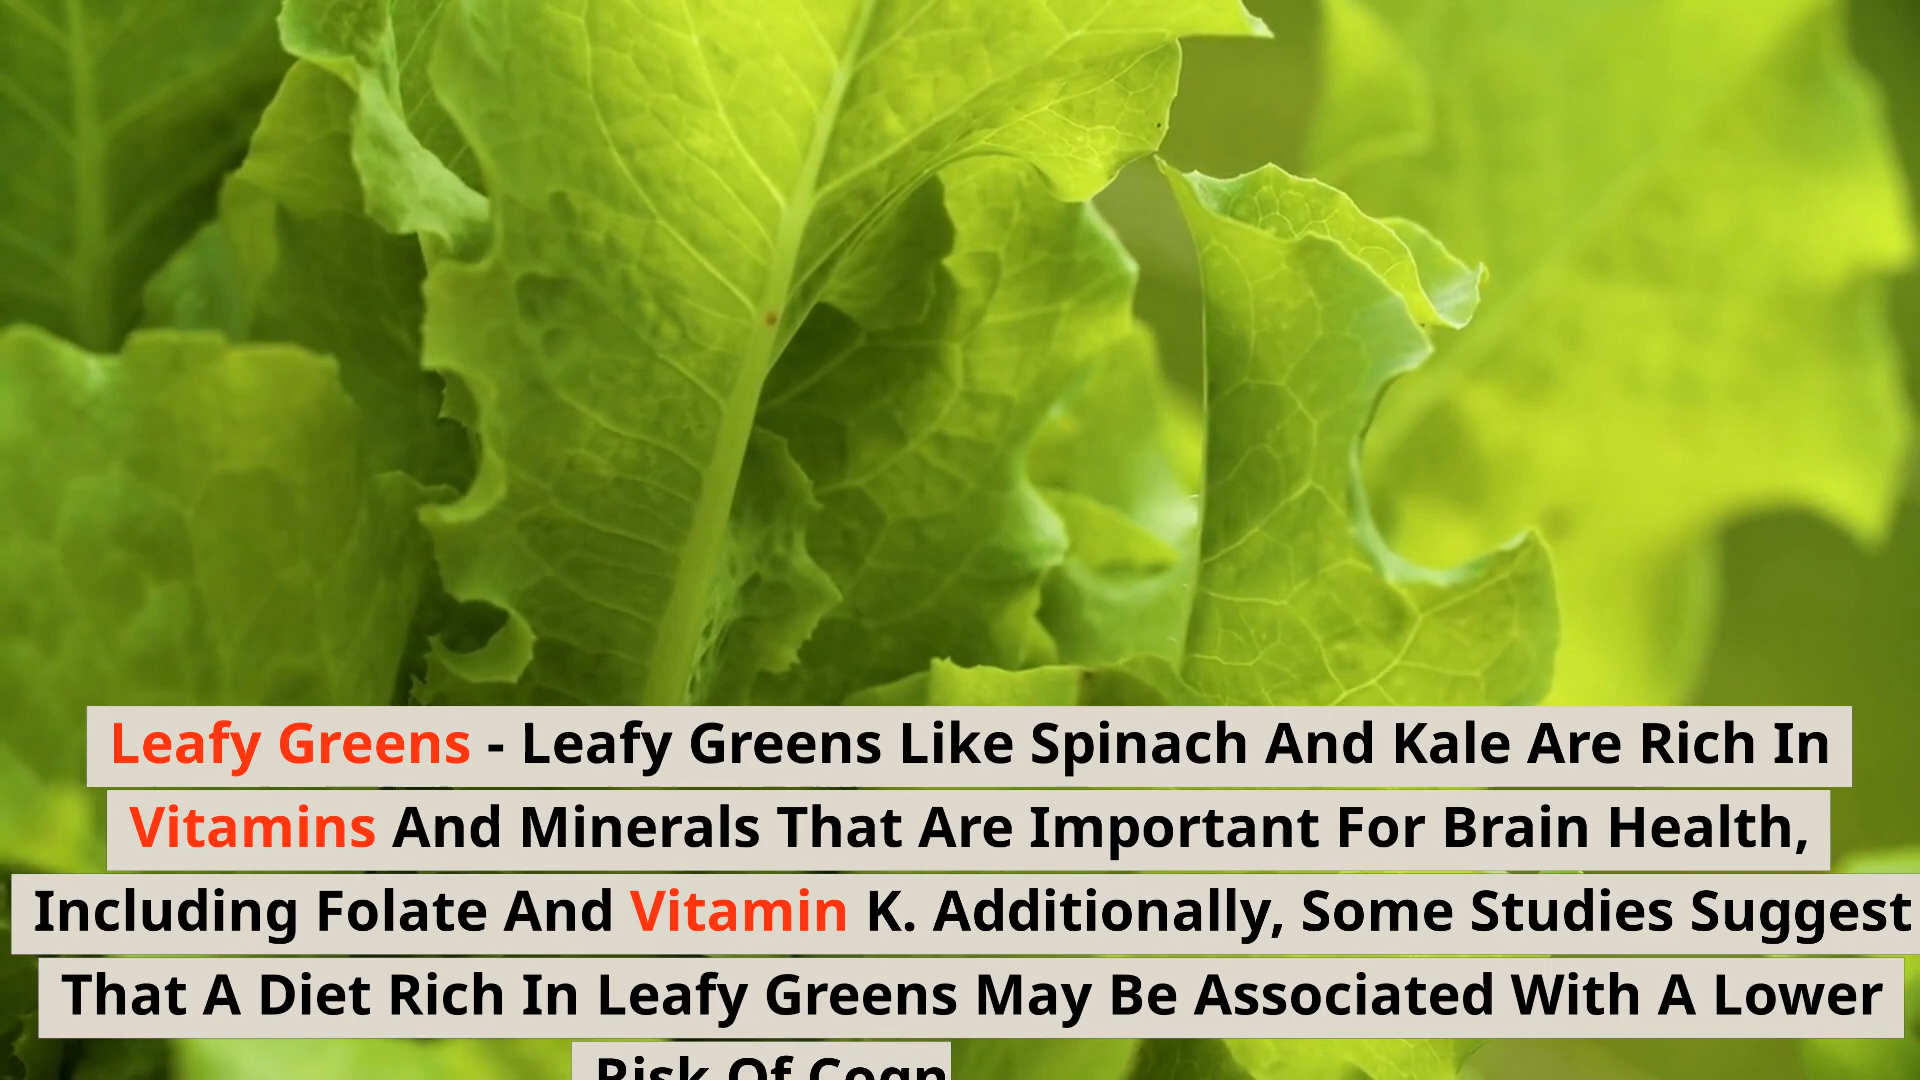 Leafy Greens - Leafy Greens Like Spinach And Kale Are Rich In
Vitamins And Minerals That Are Important For Brain Health,
Including Folate And Vitamin K. Additionally, Some Studies Suggest
That A Diet Rich In Leafy Greens May Be Associated With A Lower
Risk Of Cogn